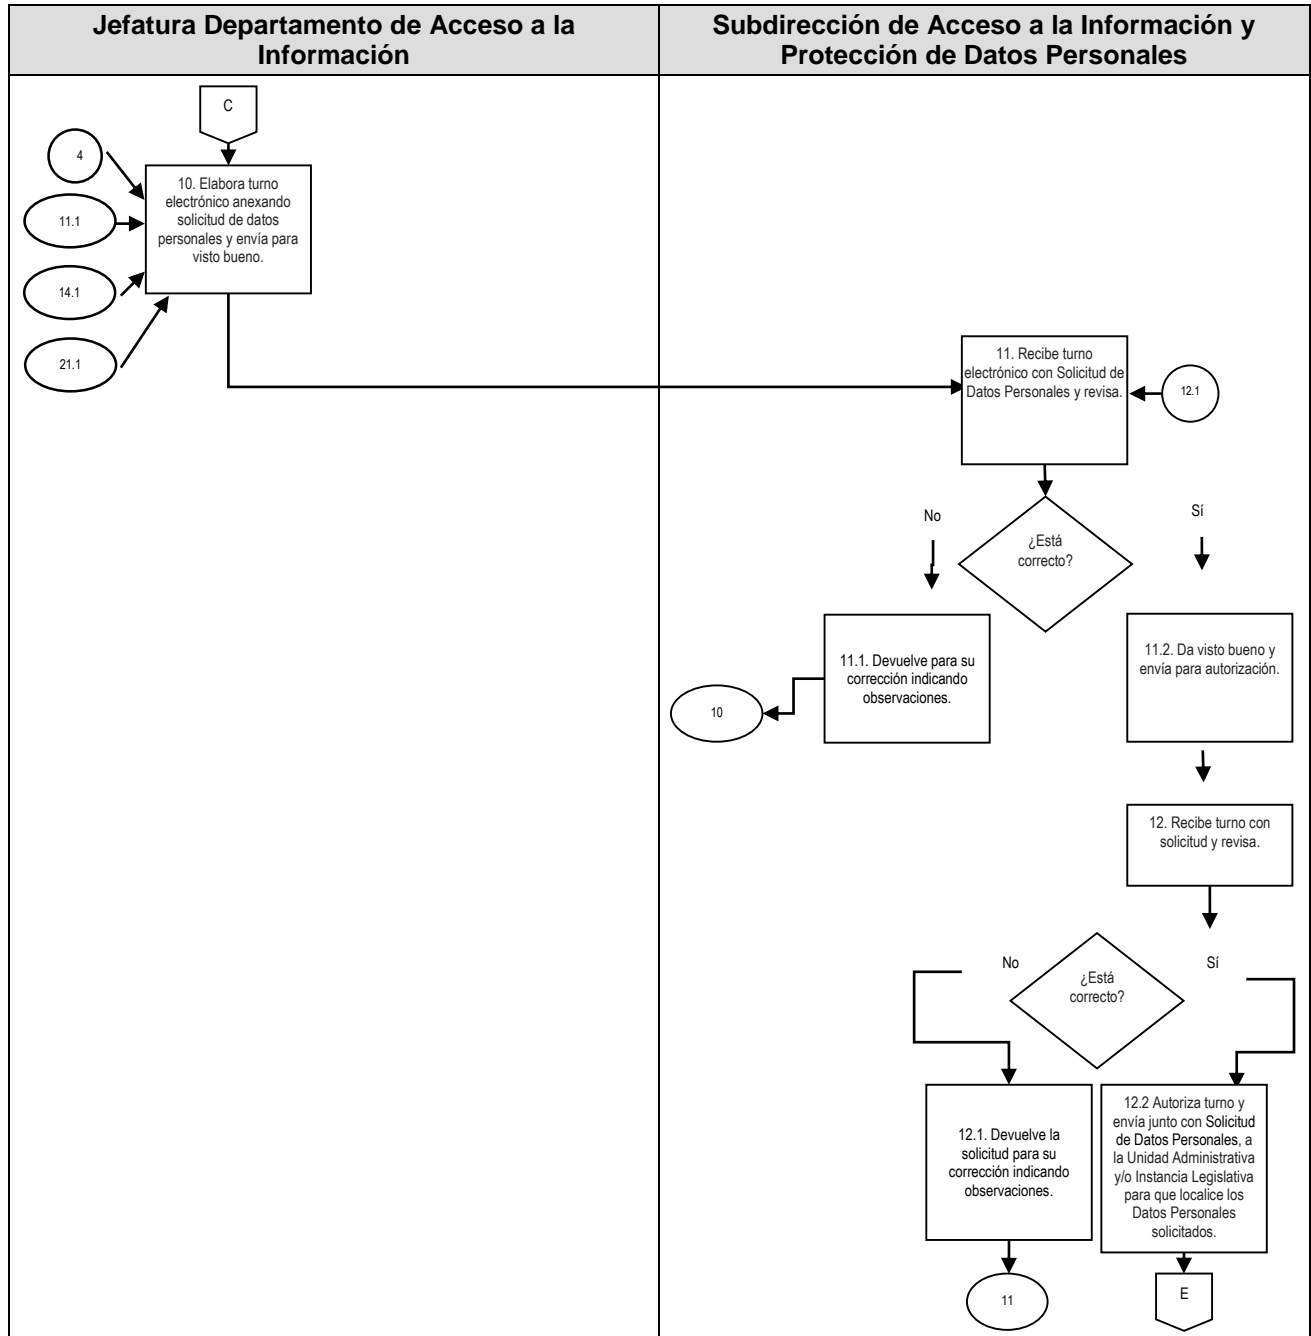 Jefatura Departamento de Acceso a la
Información
Subdirección de Acceso a la Información y
Protección de Datos Personales
C
4
10. Elabora turno
electrónico anexando
solicitud de datos
personales y envía para
visto bueno.
11.1
14.1
21.1
11. Recibe turno
electrónico con Solicitud de
Datos Personales y revisa.
12.1
No
¿Está
correcto?
Sí
11.1. Devuelve para su
corrección indicando
observaciones.
10
11.2. Da visto bueno y
envía para autorización.
12. Recibe turno con
solicitud y revisa.
No
¿Está
correcto?
Sí
12.1. Devuelve la
solicitud para su
corrección indicando
observaciones.
12.2 Autoriza turno y
envía junto con Solicitud
de Datos Personales, a
la Unidad Administrativa
y/o Instancia Legislativa
para que localice los
Datos Personales
solicitados.
11
E